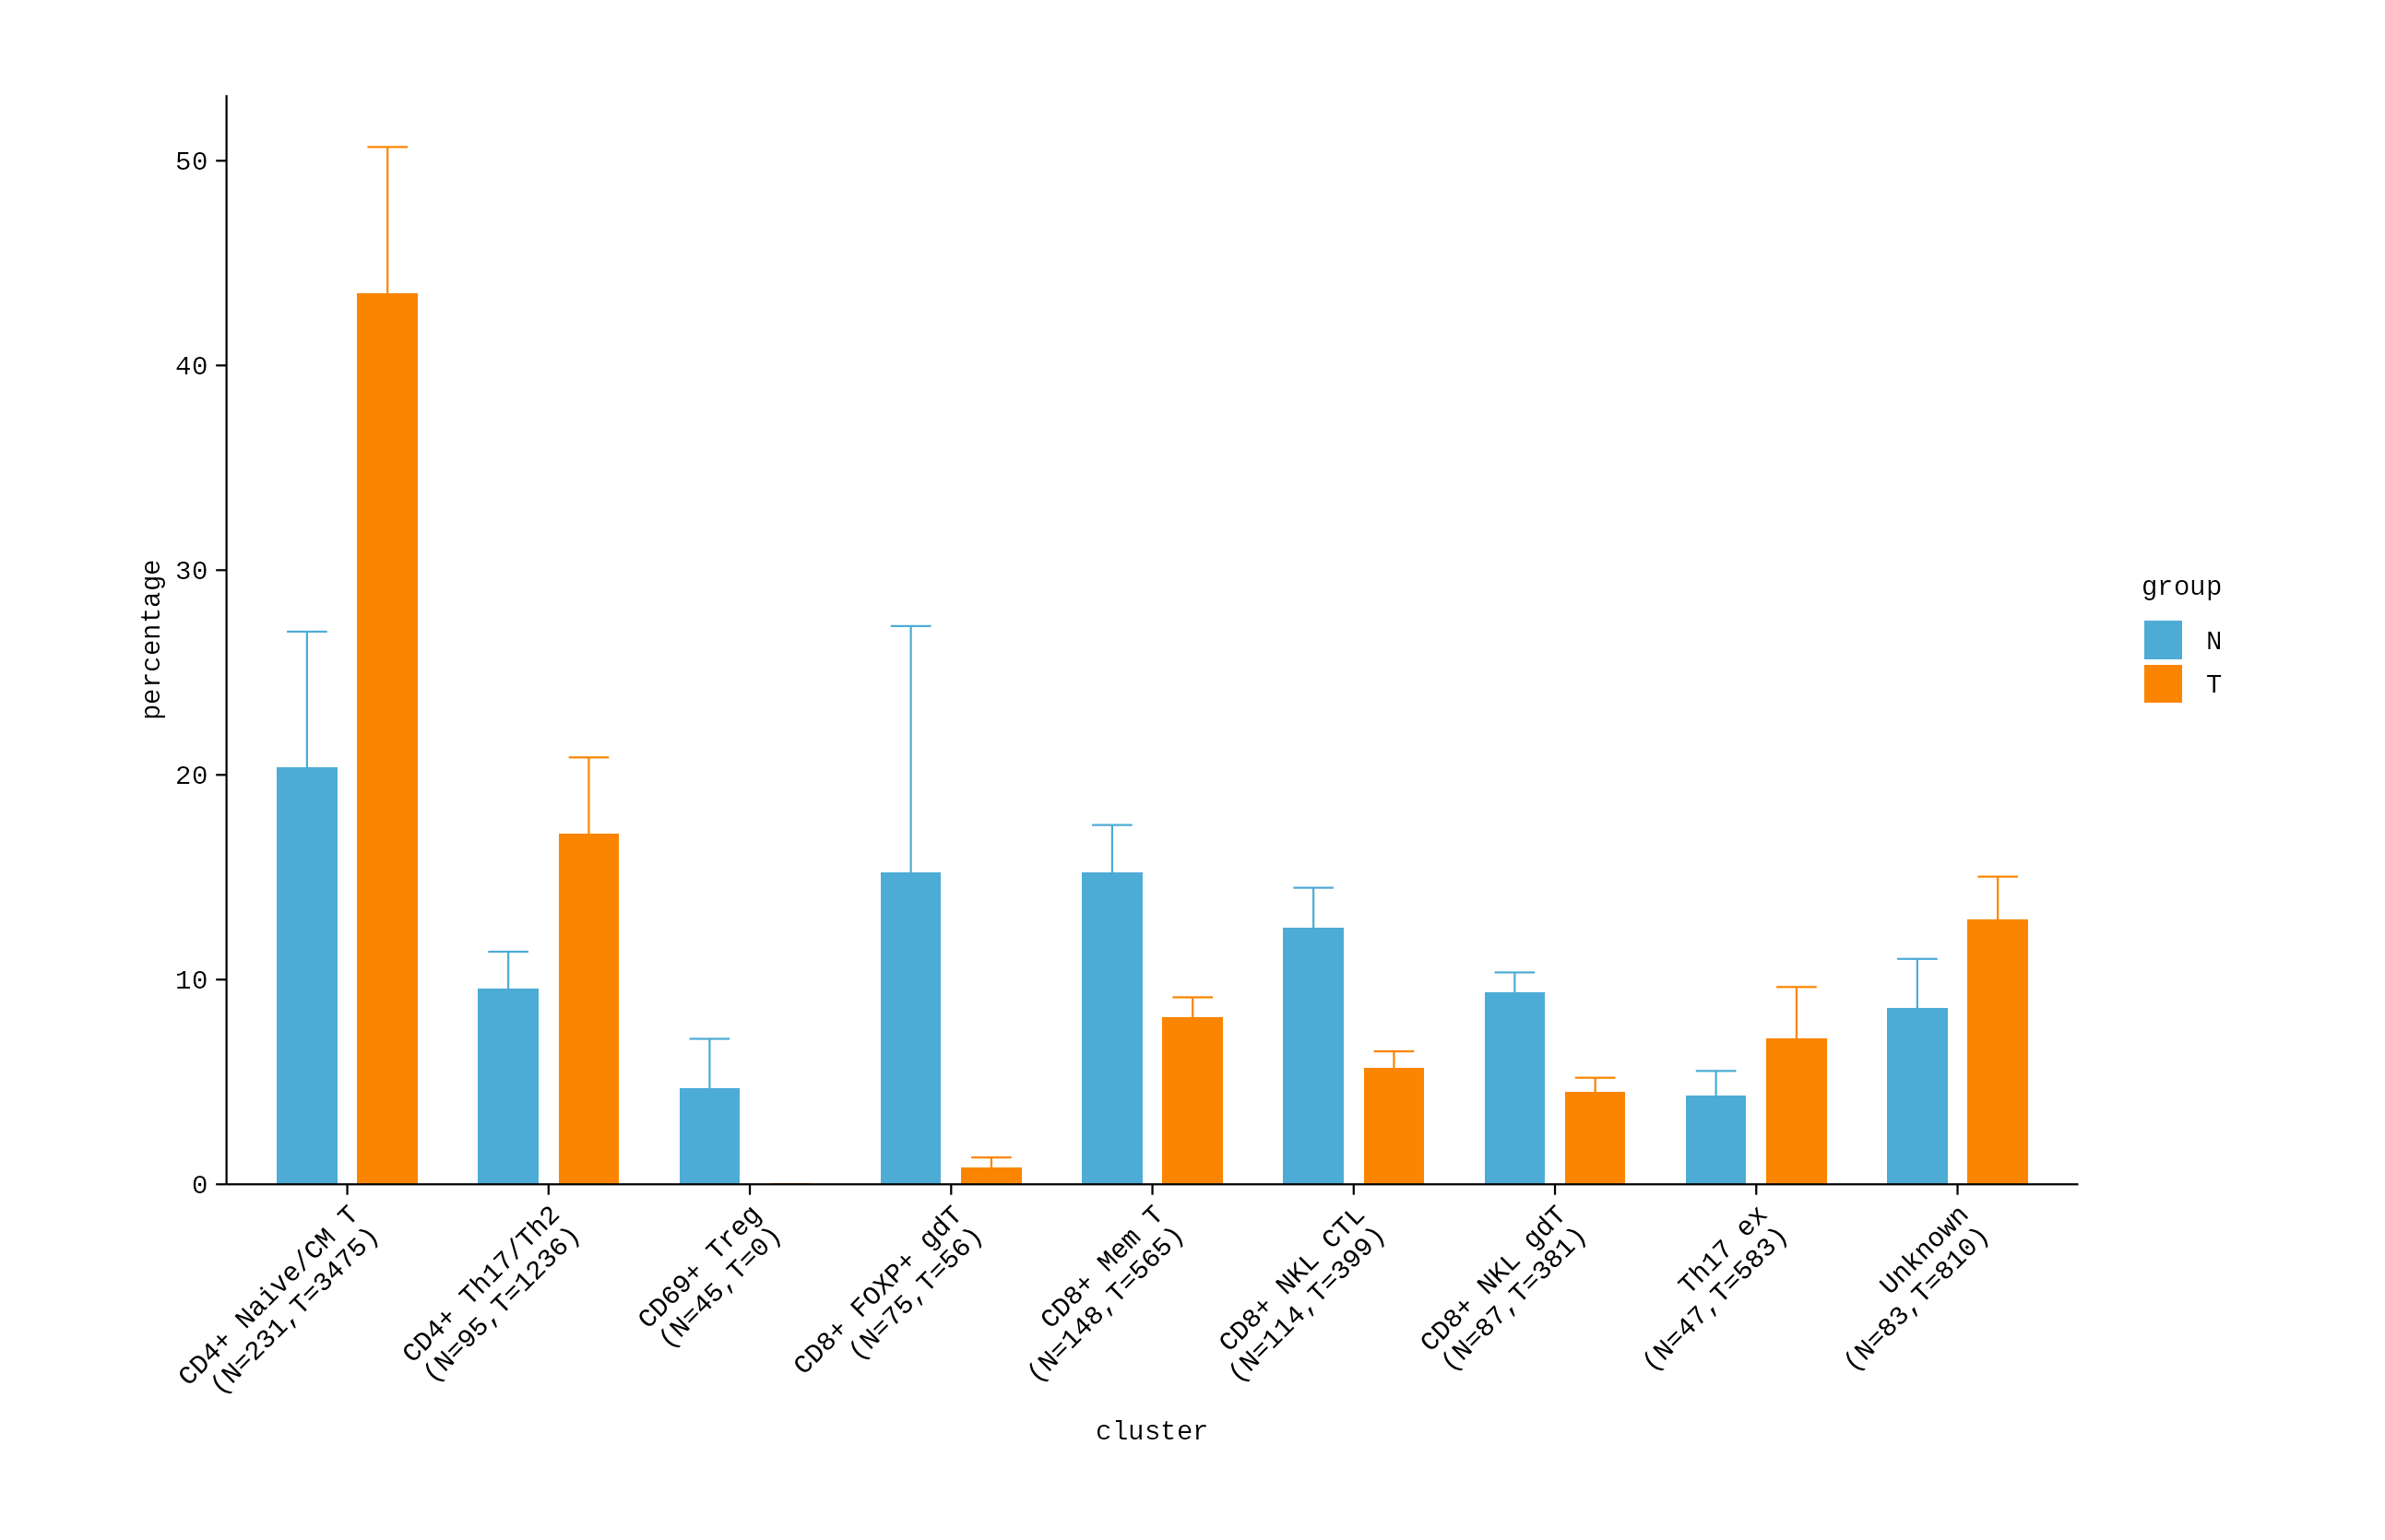 percentage
50
40
30
20
10
0
CD4+ Naive/CM T
(N=231,T=3475)
CD4+ Th17/Th2
(N=95,T=1236)
CD69+ Treg
(N=45,T=0)
CD8+ FOXP+ gdT
(N=75,T=56)
CD8+ Mem T
(N=148,T=565)
CD8+ NKL CTL
(N=114,T=399)
CD8+ NKL gdT
(N=87,T=381)
Th17 ex
(N=47,T=583)
Unknown
(N=83,T=810)
cluster
group
N
T